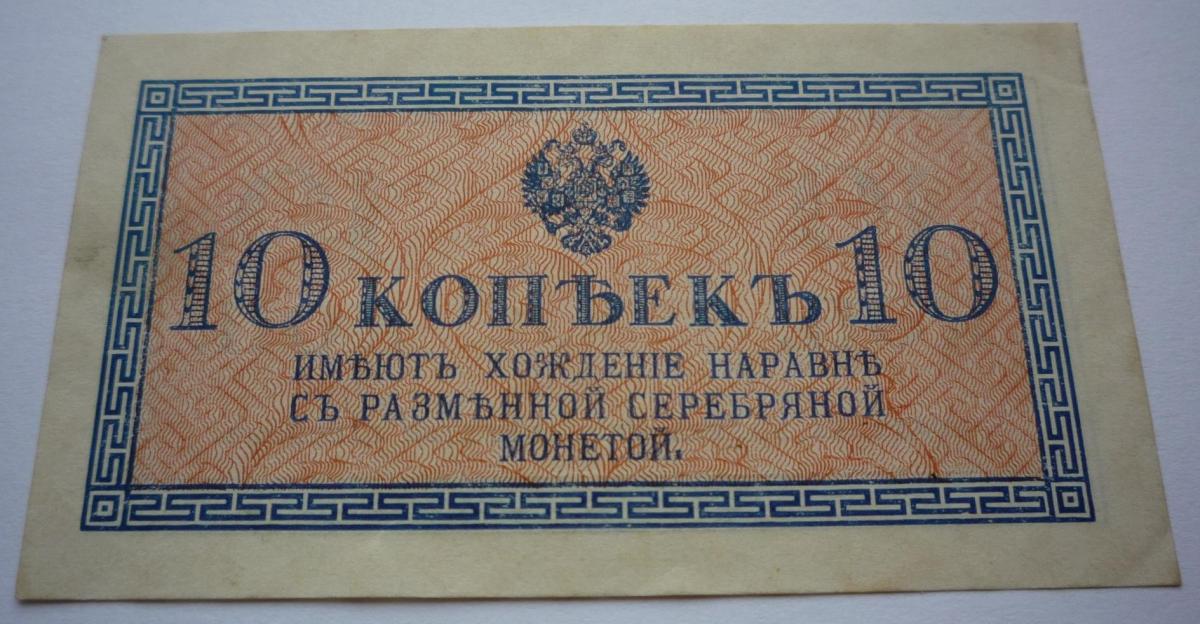 10 КОПѢЕКЪ 10
ИМѢЮТЪ ХОЖДЕНІЕ НАРАВНѢ
СЪ РАЗМѢННОЙ СЕРЕБРЯНОЙ
МОНЕТОЙ.